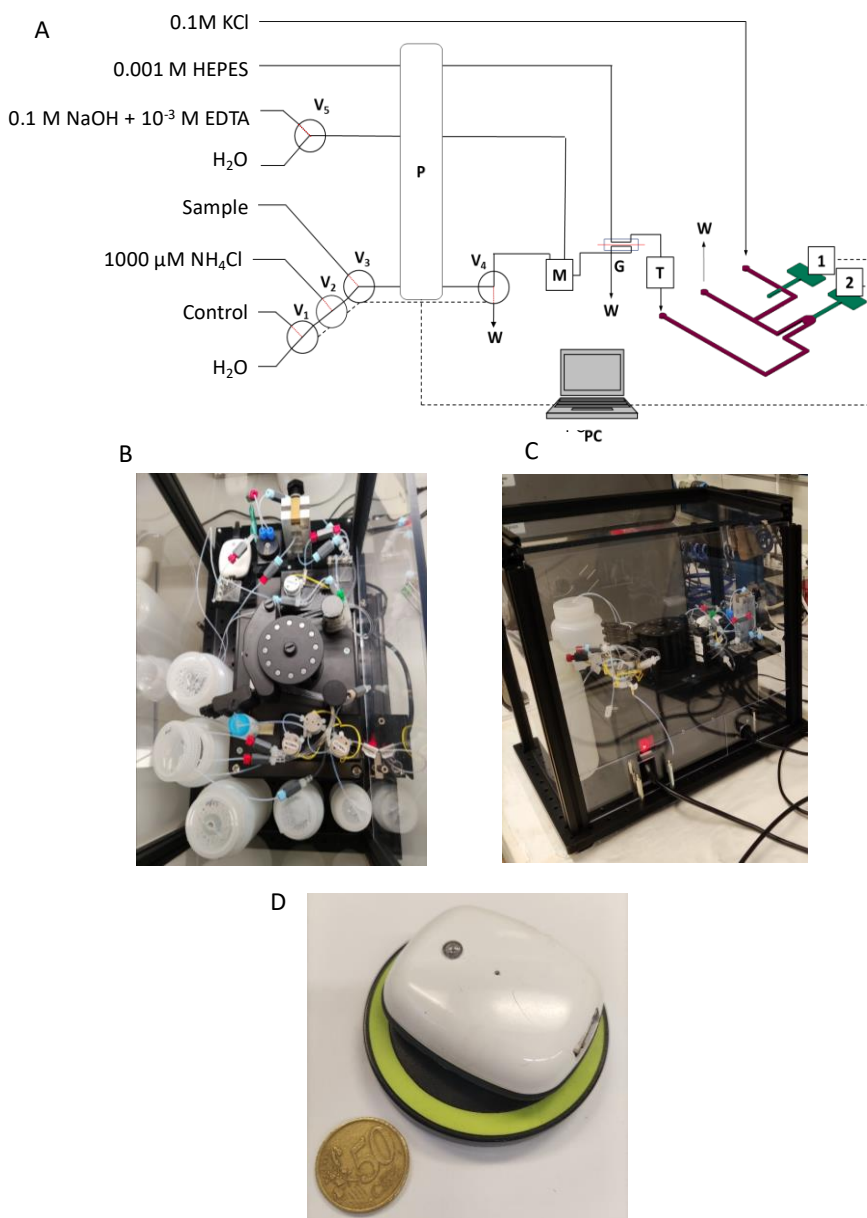 A
0.1M KCl
0.001 M HEPES
0.1 M NaOH + 10⁻³ M EDTA
V₅
H₂O
P
Sample
W
1
1000 µM NH₄Cl
V₃
V₄
2
V₂
M
G
T
Control
V₁
W
W
H₂O
PC
B
C
D
50